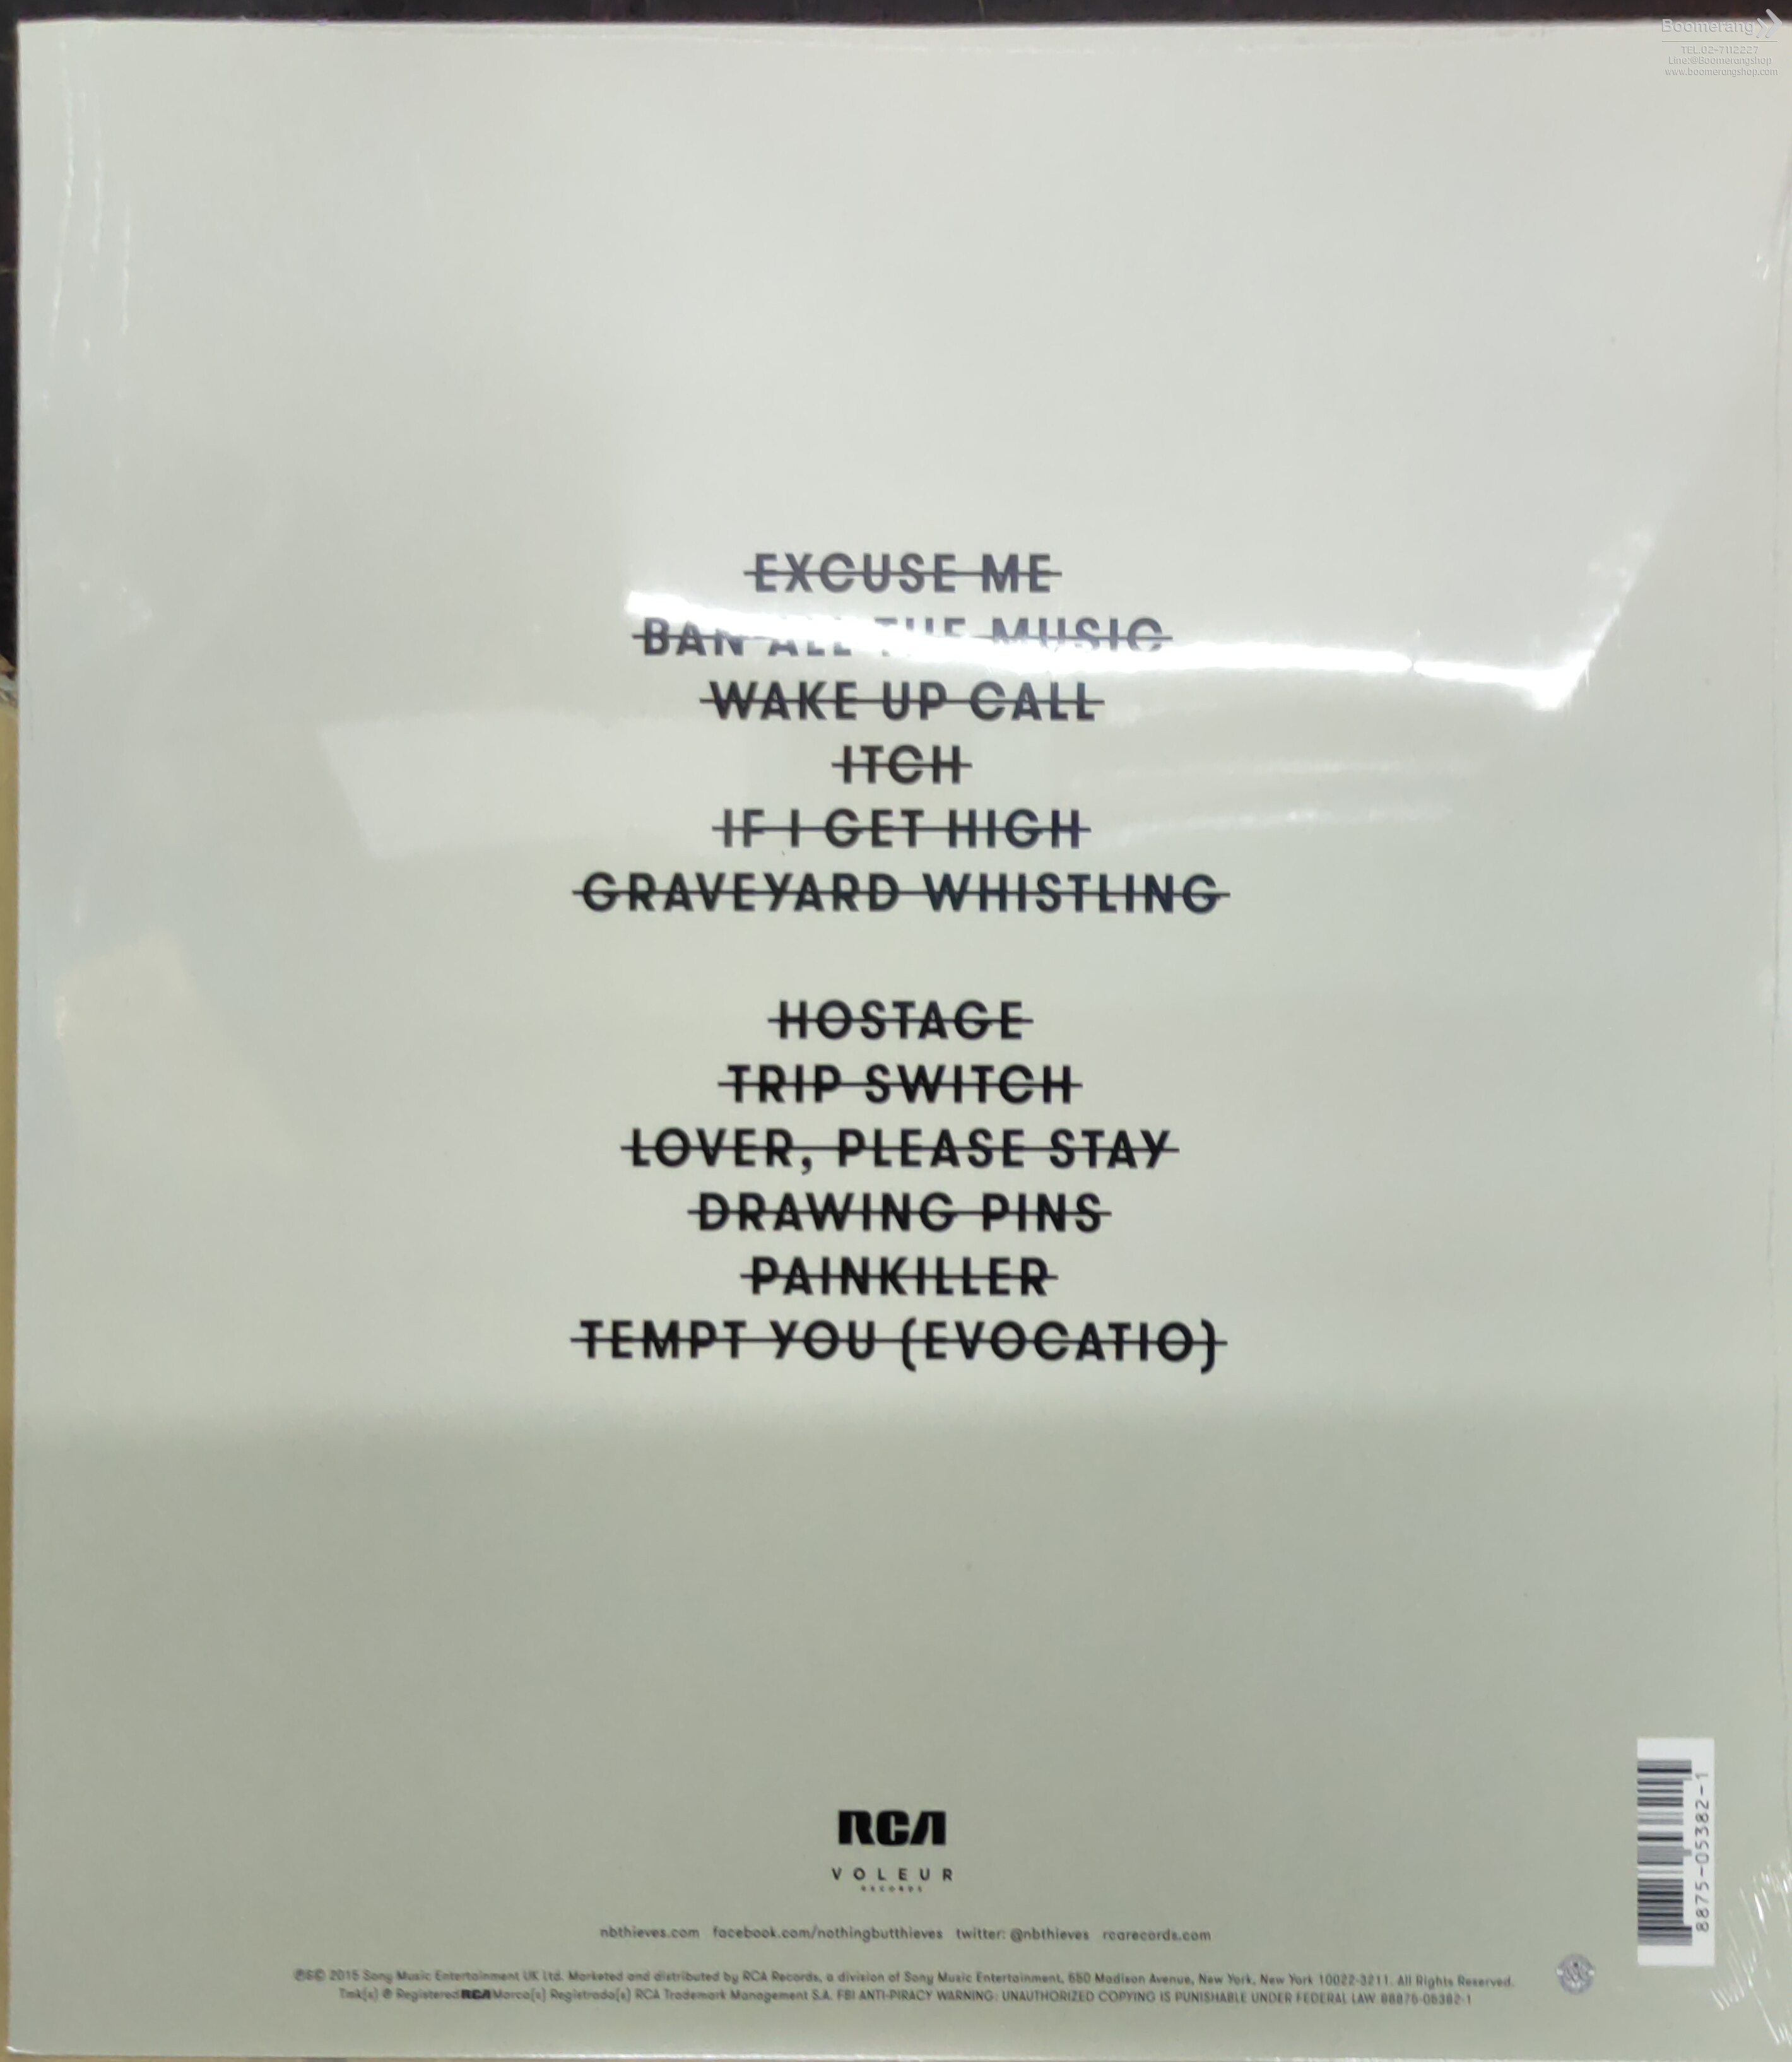 Boomerang
TEL.02-7112227
Line:@Boomerangshop
www.boomerangshop.com
EXCUSE ME
BAN ALL THE MUSIC
WAKE UP CALL
ITCH
IF I GET HIGH
GRAVEYARD WHISTLING
HOSTAGE
TRIP SWITCH
LOVER, PLEASE STAY
DRAWING PINS
PAINKILLER
TEMPT YOU (EVOCATIO)
RCA
VOLEUR
RECORDS
nbthieves.com facebook.com/nothingbutthieves twitter: @nbthieves rcarecords.com
℗&© 2015 Sony Music Entertainment UK Ltd. Marketed and distributed by RCA Records, a division of Sony Music Entertainment, 550 Madison Avenue, New York, New York 10022-3211. All Rights Reserved.
Tmk(s) ® Registered RCA Marca(s) Registrada(s) RCA Trademark Management S.A. FBI ANTI-PIRACY WARNING: UNAUTHORIZED COPYING IS PUNISHABLE UNDER FEDERAL LAW 88875-05382-1
8875-05382-1